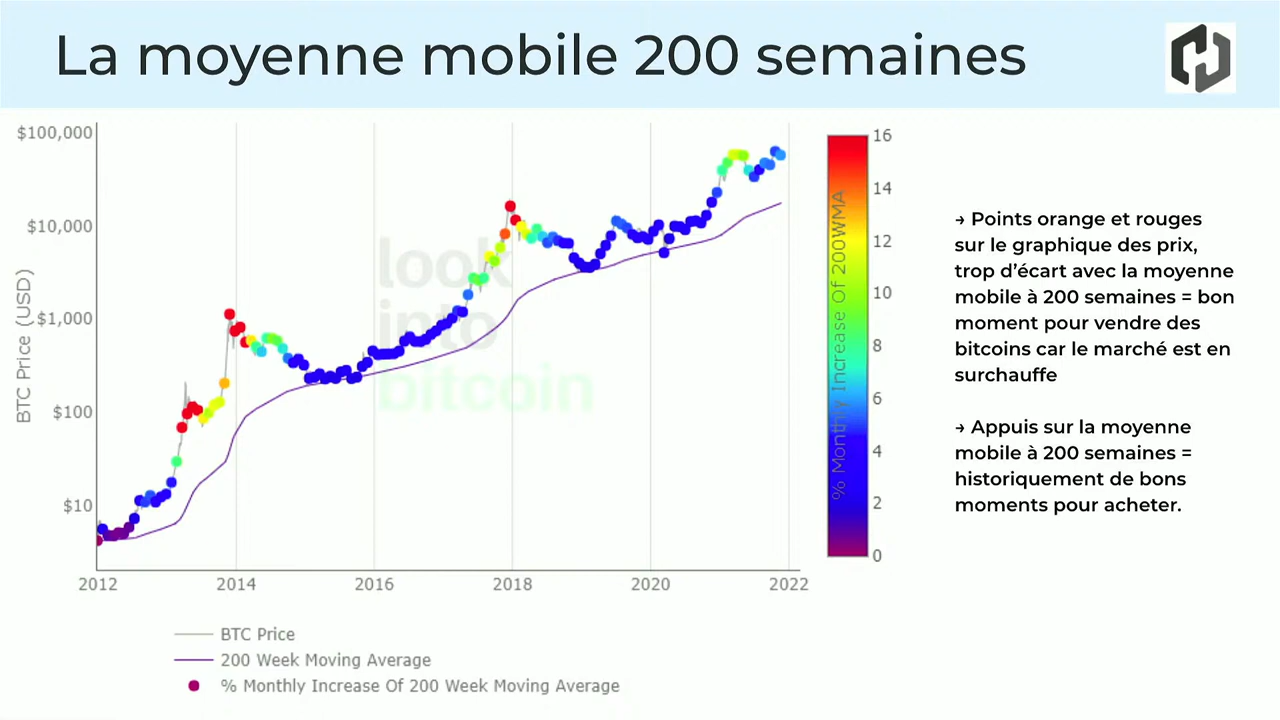 La moyenne mobile 200 semaines
$100,000
$10,000
$1,000
$100
$10
BTC Price (USD)
2012
2014
2016
2018
2020
2022
look
into
bitcoin
16
14
12
10
8
6
4
2
0
% Monthly Increase Of 200WMA
→ Points orange et rouges
sur le graphique des prix,
trop d'écart avec la moyenne
mobile à 200 semaines = bon
moment pour vendre des
bitcoins car le marché est en
surchauffe
→ Appuis sur la moyenne
mobile à 200 semaines =
historiquement de bons
moments pour acheter.
BTC Price
200 Week Moving Average
% Monthly Increase Of 200 Week Moving Average